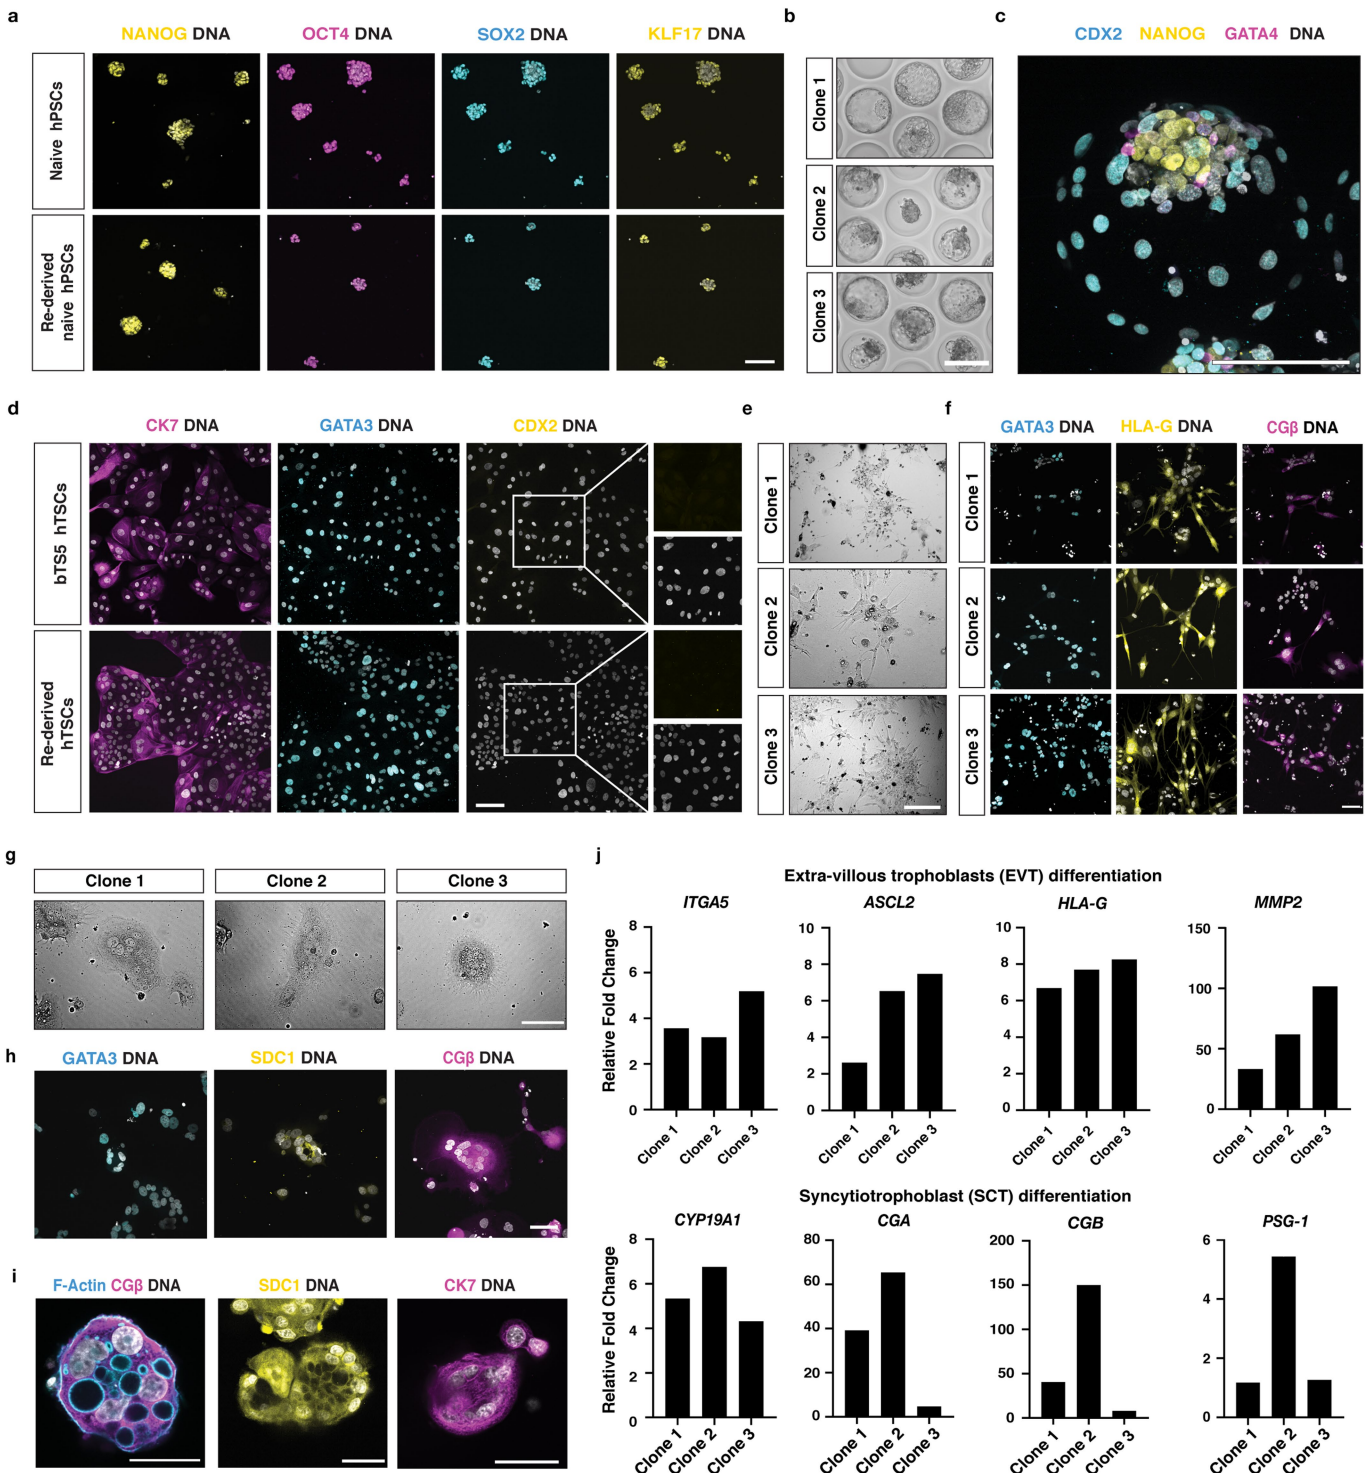 a
NANOG DNA
OCT4 DNA
SOX2 DNA
KLF17 DNA
Naive hPSCs
Re-derived
naive hPSCs
b
Clone 1
Clone 2
Clone 3
c
CDX2 NANOG GATA4 DNA
d
CK7 DNA
GATA3 DNA
CDX2 DNA
bTS5 hTSCs
Re-derived
hTSCs
e
Clone 1
Clone 2
Clone 3
f
GATA3 DNA
HLA-G DNA
CGβ DNA
Clone 1
Clone 2
Clone 3
g
Clone 1
Clone 2
Clone 3
h
GATA3 DNA
SDC1 DNA
CGβ DNA
i
F-Actin CGβ DNA
SDC1 DNA
CK7 DNA
j
Extra-villous trophoblasts (EVT) differentiation
ITGA5
Relative Fold Change
8
6
4
2
0
Clone 1
Clone 2
Clone 3
ASCL2
10
8
6
4
2
0
Clone 1
Clone 2
Clone 3
HLA-G
10
8
6
4
2
0
Clone 1
Clone 2
Clone 3
MMP2
150
100
50
0
Clone 1
Clone 2
Clone 3
Syncytiotrophoblast (SCT) differentiation
CYP19A1
Relative Fold Change
8
6
4
2
0
Clone 1
Clone 2
Clone 3
CGA
80
60
40
20
0
Clone 1
Clone 2
Clone 3
CGB
200
150
100
50
0
Clone 1
Clone 2
Clone 3
PSG-1
6
4
2
0
Clone 1
Clone 2
Clone 3